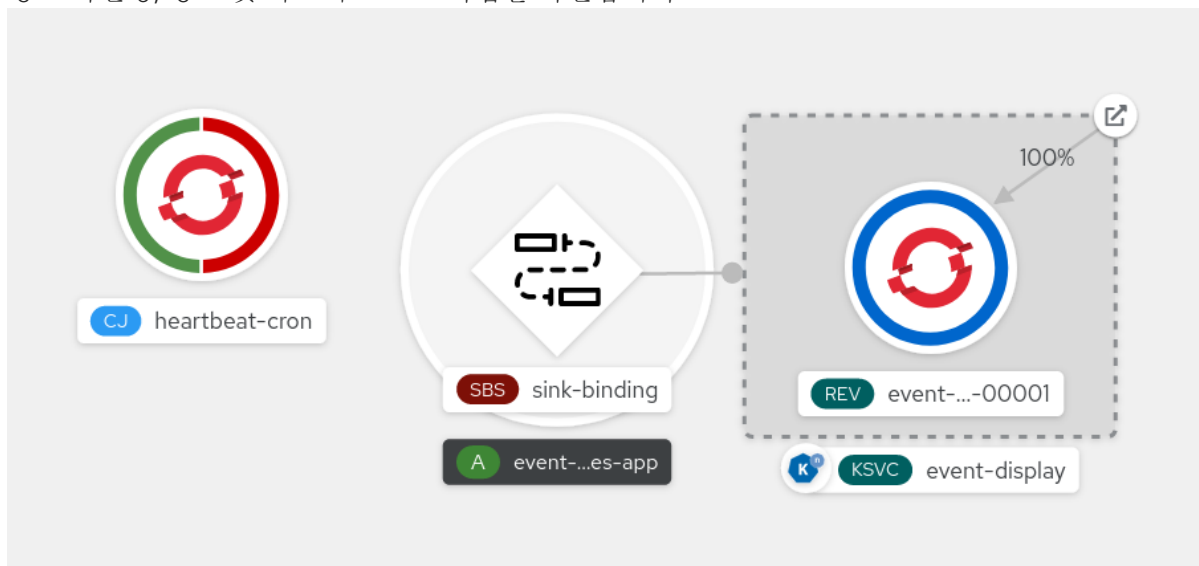 100%
CJ heartbeat-cron
SBS sink-binding
REV event-...-00001
A event-...es-app
KSVC event-display